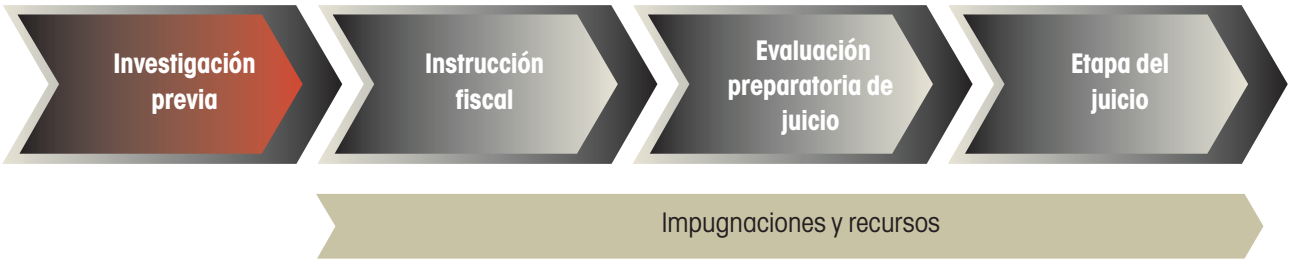 Investigación
previa
Instrucción
fiscal
Evaluación
preparatoria de
juicio
Etapa del
juicio
Impugnaciones y recursos